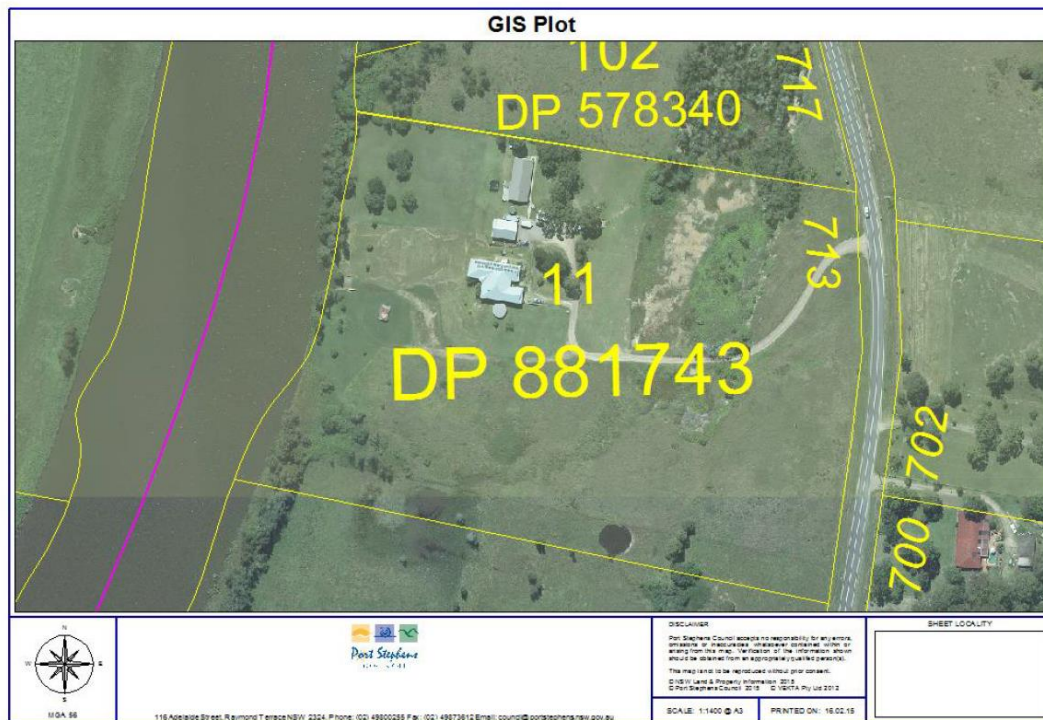 GIS Plot
102
DP 578340
717
713
11
DP 881743
702
700
N
W
E
S
MGA 56
Port Stephens
116 Adelaide Street, Raymond Terrace NSW 2324. Phone: (02) 49800255 Fax: (02) 49873612 Email: council@portstephens.nsw.gov.au
DISCLAIMER
Port Stephens Council accepts no responsibility for any errors,
omissions or inaccuracies whatsoever contained within or
arising from this map. Verification of the information shown
should be obtained from an appropriately qualified person(s).
This map is not to be reproduced without prior consent.
© NSW Land & Property Information 2015
© Port Stephens Council 2015 © VEKTA Pty Ltd 2012
SCALE: 1:1400 @ A3
PRINTED ON: 16.02.15
SHEET LOCALITY